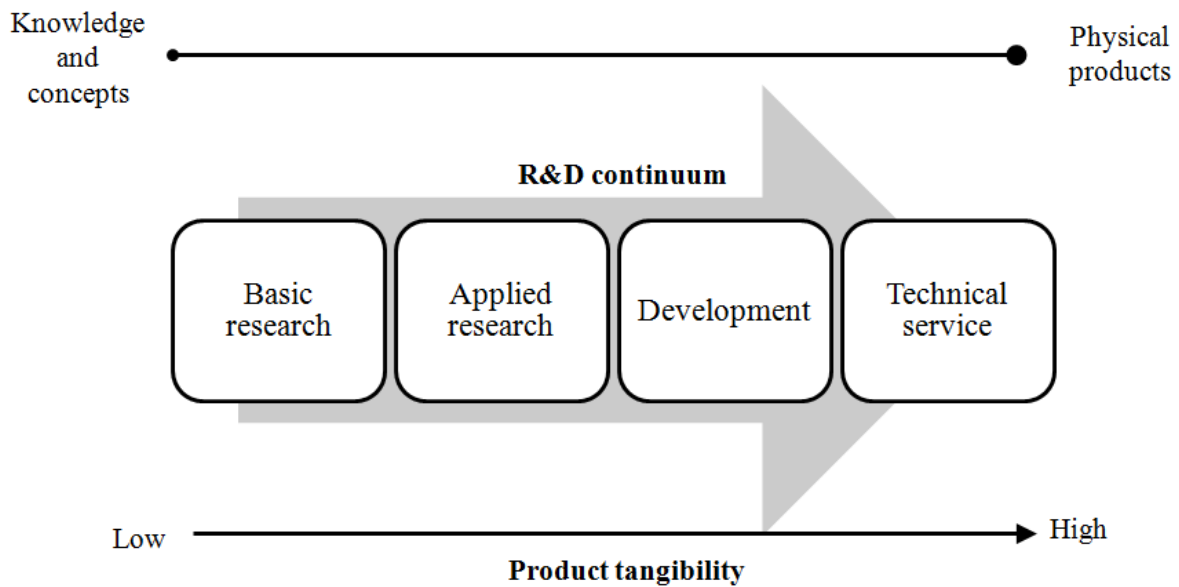 Knowledge
and
concepts
Physical
products
R&D continuum
Basic
research
Applied
research
Development
Technical
service
Low
High
Product tangibility